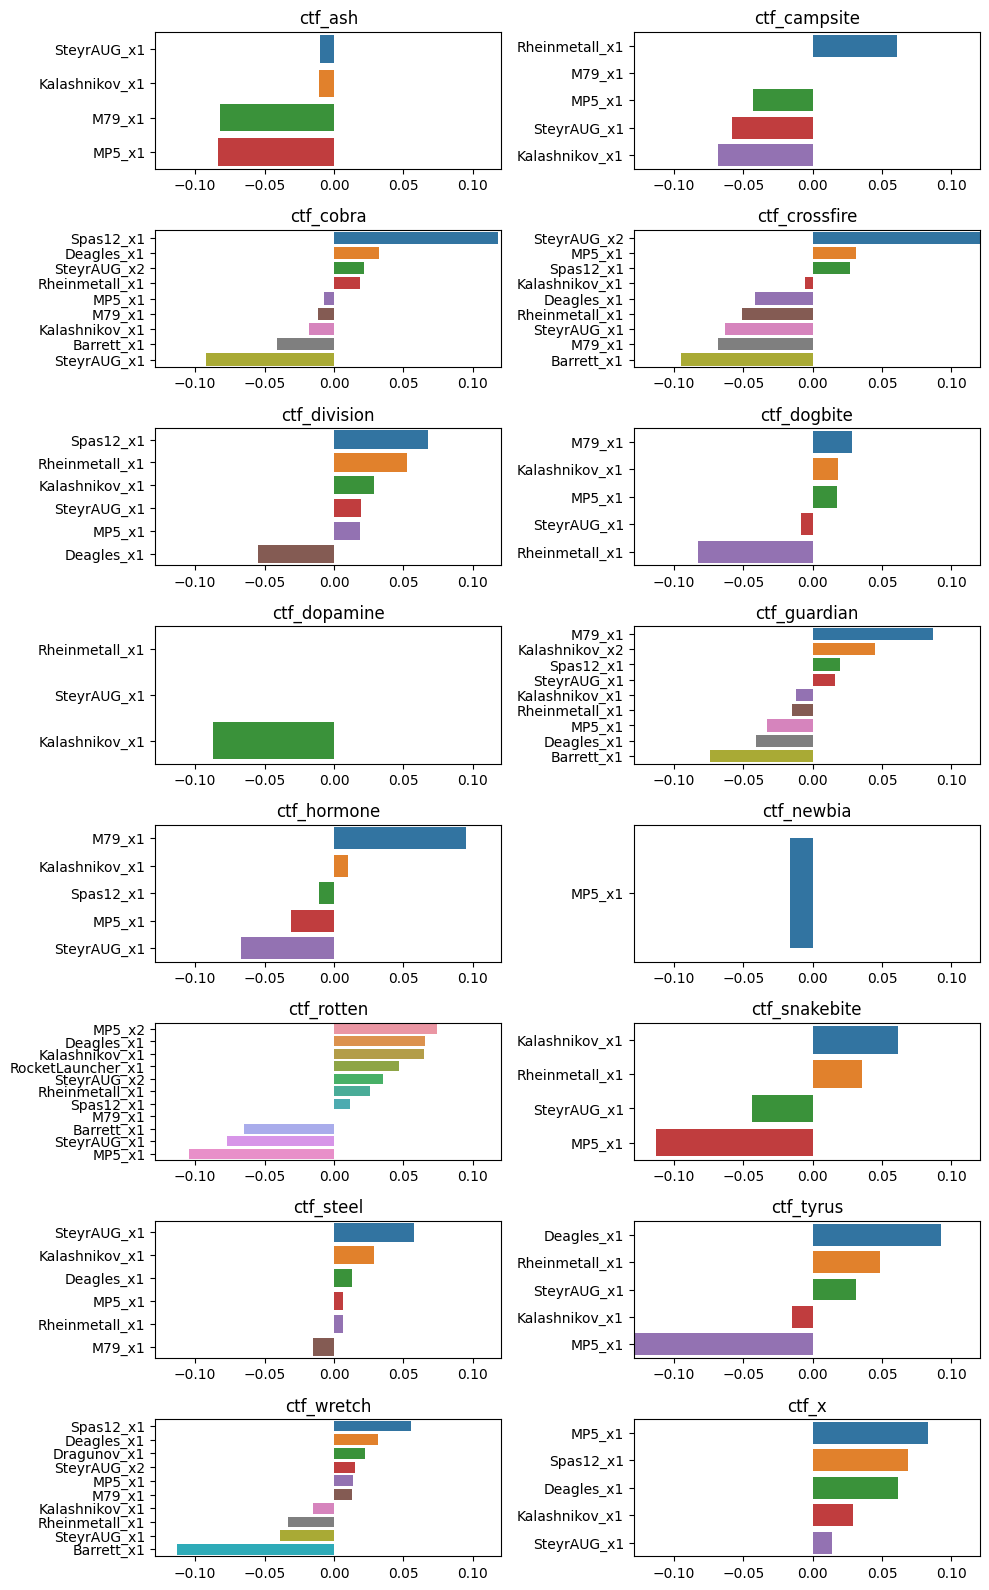 ctf_ash
SteyrAUG_x1
Kalashnikov_x1
M79_x1
MP5_x1
−0.10 −0.05 0.00 0.05 0.10
ctf_campsite
Rheinmetall_x1
M79_x1
MP5_x1
SteyrAUG_x1
Kalashnikov_x1
−0.10 −0.05 0.00 0.05 0.10
ctf_cobra
Spas12_x1
Deagles_x1
SteyrAUG_x2
Rheinmetall_x1
MP5_x1
M79_x1
Kalashnikov_x1
Barrett_x1
SteyrAUG_x1
−0.10 −0.05 0.00 0.05 0.10
ctf_crossfire
SteyrAUG_x2
MP5_x1
Spas12_x1
Kalashnikov_x1
Deagles_x1
Rheinmetall_x1
SteyrAUG_x1
M79_x1
Barrett_x1
−0.10 −0.05 0.00 0.05 0.10
ctf_division
Spas12_x1
Rheinmetall_x1
Kalashnikov_x1
SteyrAUG_x1
MP5_x1
Deagles_x1
−0.10 −0.05 0.00 0.05 0.10
ctf_dogbite
M79_x1
Kalashnikov_x1
MP5_x1
SteyrAUG_x1
Rheinmetall_x1
−0.10 −0.05 0.00 0.05 0.10
ctf_dopamine
Rheinmetall_x1
SteyrAUG_x1
Kalashnikov_x1
−0.10 −0.05 0.00 0.05 0.10
ctf_guardian
M79_x1
Kalashnikov_x2
Spas12_x1
SteyrAUG_x1
Kalashnikov_x1
Rheinmetall_x1
MP5_x1
Deagles_x1
Barrett_x1
−0.10 −0.05 0.00 0.05 0.10
ctf_hormone
M79_x1
Kalashnikov_x1
Spas12_x1
MP5_x1
SteyrAUG_x1
−0.10 −0.05 0.00 0.05 0.10
ctf_newbia
MP5_x1
−0.10 −0.05 0.00 0.05 0.10
ctf_rotten
MP5_x2
Deagles_x1
Kalashnikov_x1
RocketLauncher_x1
SteyrAUG_x2
Rheinmetall_x1
Spas12_x1
M79_x1
Barrett_x1
SteyrAUG_x1
MP5_x1
−0.10 −0.05 0.00 0.05 0.10
ctf_snakebite
Kalashnikov_x1
Rheinmetall_x1
SteyrAUG_x1
MP5_x1
−0.10 −0.05 0.00 0.05 0.10
ctf_steel
SteyrAUG_x1
Kalashnikov_x1
Deagles_x1
MP5_x1
Rheinmetall_x1
M79_x1
−0.10 −0.05 0.00 0.05 0.10
ctf_tyrus
Deagles_x1
Rheinmetall_x1
SteyrAUG_x1
Kalashnikov_x1
MP5_x1
−0.10 −0.05 0.00 0.05 0.10
ctf_wretch
Spas12_x1
Deagles_x1
Dragunov_x1
SteyrAUG_x2
MP5_x1
M79_x1
Kalashnikov_x1
Rheinmetall_x1
SteyrAUG_x1
Barrett_x1
−0.10 −0.05 0.00 0.05 0.10
ctf_x
MP5_x1
Spas12_x1
Deagles_x1
Kalashnikov_x1
SteyrAUG_x1
−0.10 −0.05 0.00 0.05 0.10